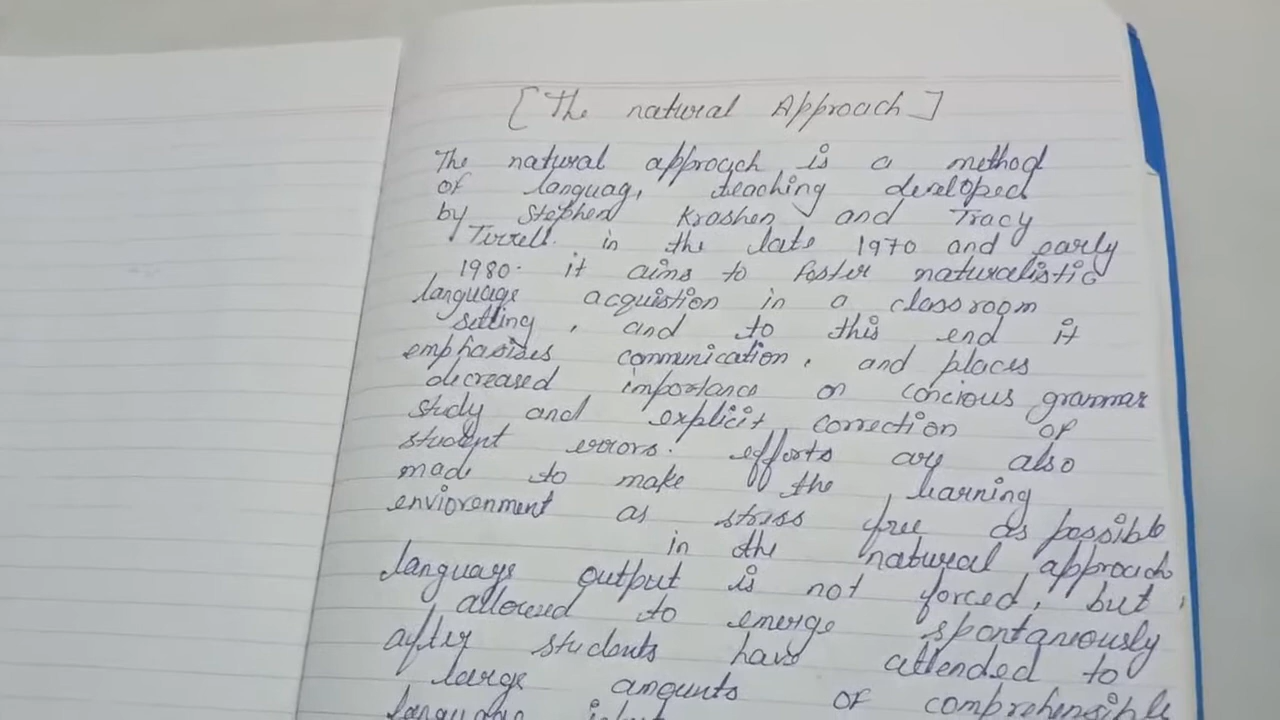 [The natural Approach]
The natural approach is a method
of languag, teaching developed
by Stephen Krashen and Tracy
Tirrell. in the late 1970 and early
1980. it aims to foster naturalistic
language acquistion in a classroom
setting, and to this end it
emphasises communication, and places
decreased importance on concious grammar
study and explicit correction of
student errors. efforts are also
made to make the learning
enviorenment as stress free as possible
in the natural approach
language output is not forced, but
allowed to emerge spontaneously
after students have attended to
large amounts of comprehensible
language input